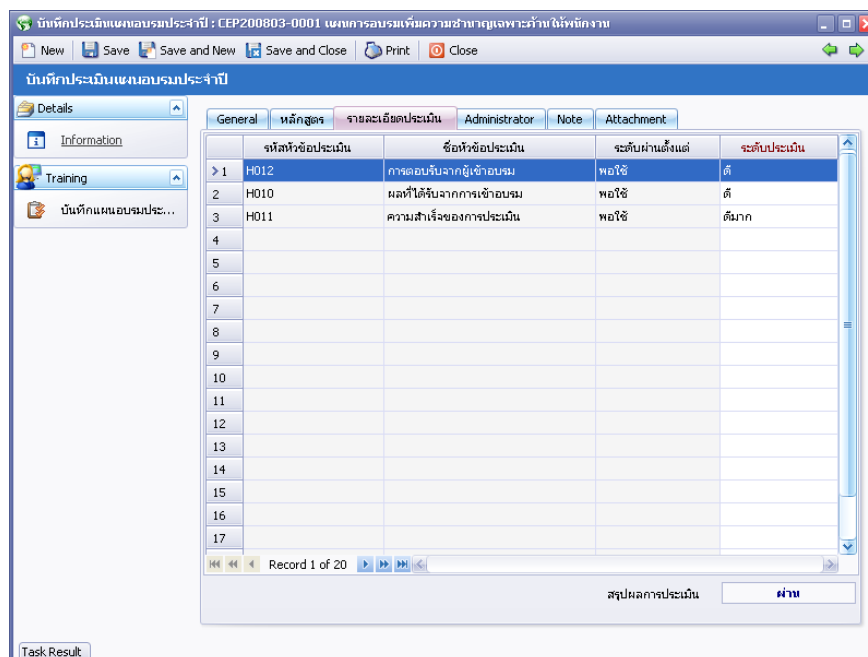 บันทึกประเมินแผนอบรมประจำปี : CEP200803-0001 แผนการอบรมเพิ่มความชำนาญเฉพาะด้านให้พนักงาน
New Save Save and New Save and Close Print Close
บันทึกประเมินแผนอบรมประจำปี
Details
Information
Training
บันทึกแผนอบรมประ...
General หลักสูตร รายละเอียดประเมิน Administrator Note Attachment
รหัสหัวข้อประเมิน ชื่อหัวข้อประเมิน ระดับผ่านตั้งแต่ ระดับประเมิน
1 H012 การตอบรับจากผู้เข้าอบรม พอใช้ ดี
2 H010 ผลที่ได้รับจากการเข้าอบรม พอใช้ ดี
3 H011 ความสำเร็จของการประเมิน พอใช้ ดีมาก
4
5
6
7
8
9
10
11
12
13
14
15
16
17
Record 1 of 20
สรุปผลการประเมิน ผ่าน
Task Result